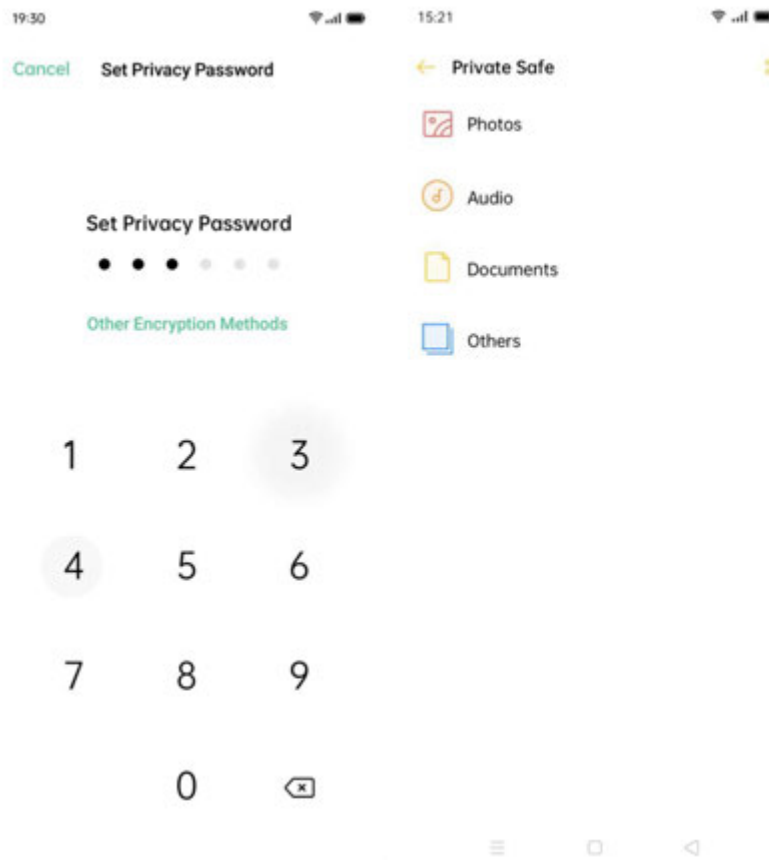 19:30
Cancel Set Privacy Password
Set Privacy Password
Other Encryption Methods
1 2 3
4 5 6
7 8 9
0
15:21
Private Safe
Photos
Audio
Documents
Others